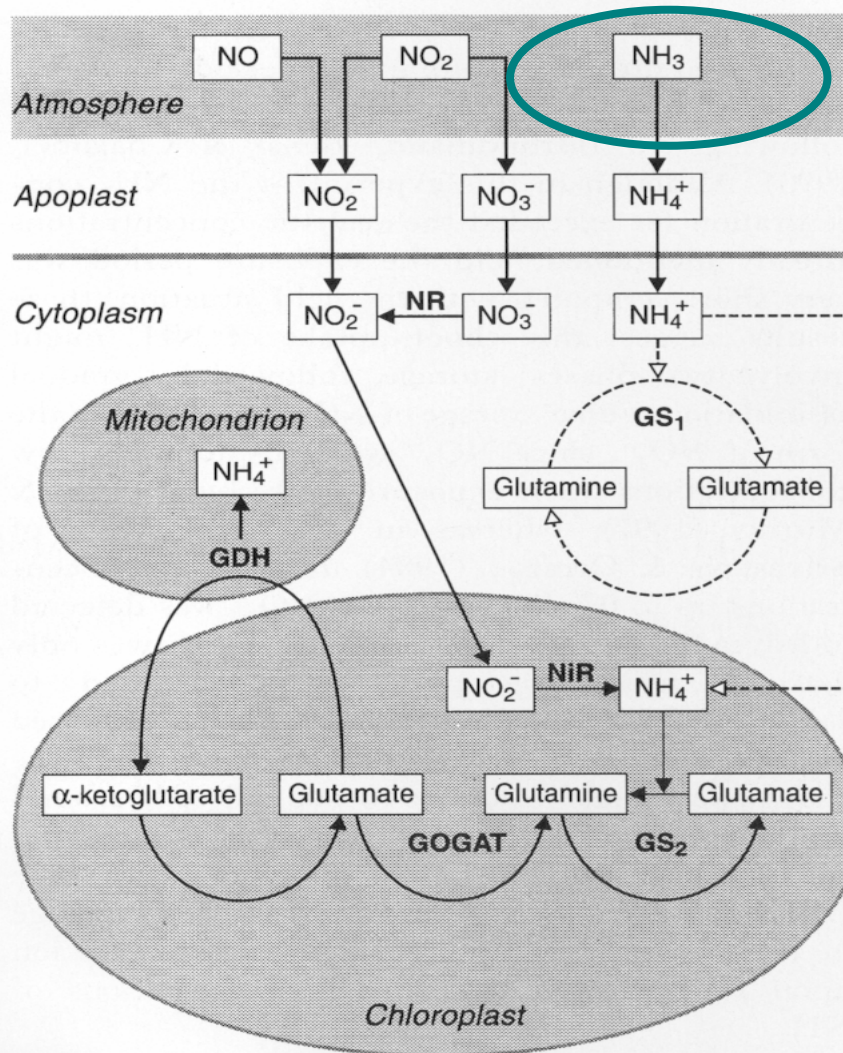 NO
NO₂
NH₃
Atmosphere
Apoplast
NO₂
NO₃
NH₄⁺
Cytoplasm
NO₂⁻
NR
NO₃
NH₄⁺
Mitochondrion
NH₄⁺
GDH
GS₁
Glutamine
Glutamate
NO₂⁻
NiR
NH₄⁺
α-ketoglutarate
Glutamate
Glutamine
Glutamate
GOGAT
GS₂
Chloroplast